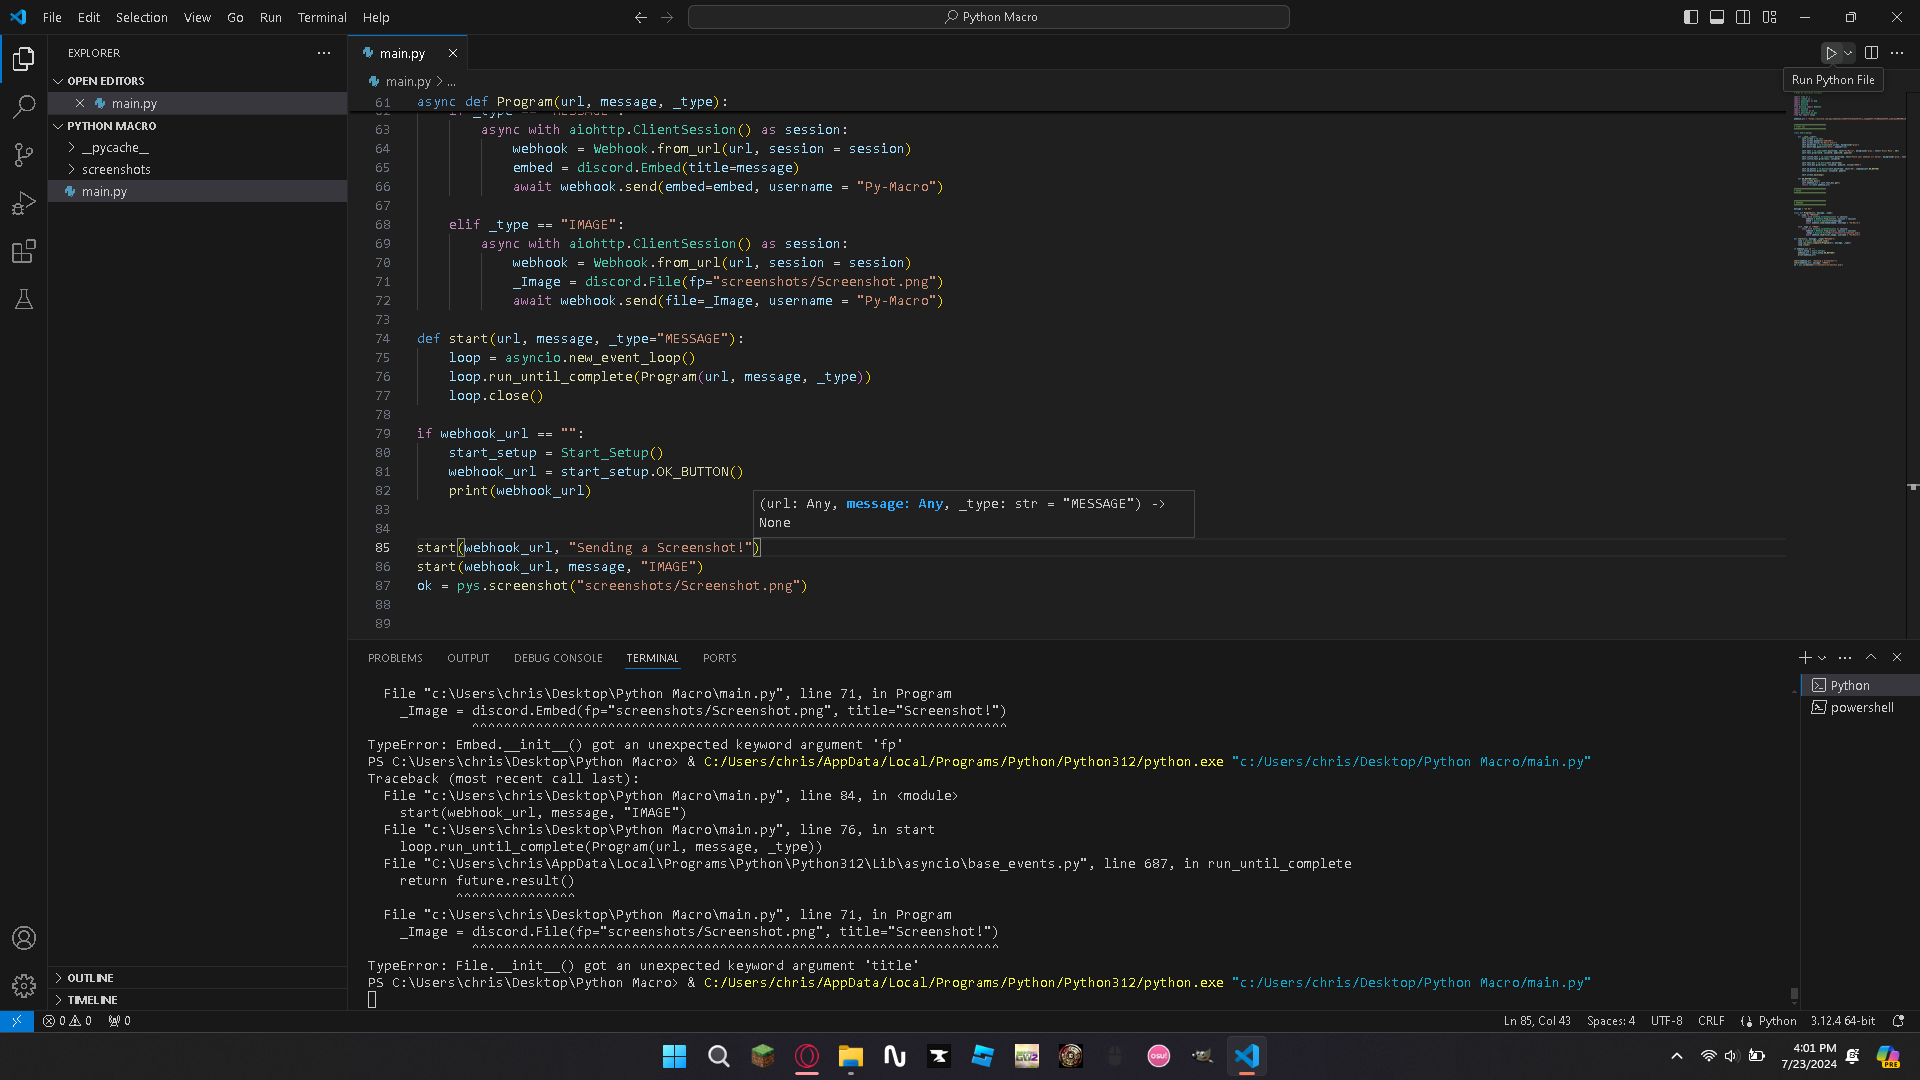 File Edit Selection View Go Run Terminal Help
Python Macro
EXPLORER
OPEN EDITORS
main.py
PYTHON MACRO
__pycache__
screenshots
main.py
OUTLINE
TIMELINE
main.py
main.py > ...
Run Python File
61 async def Program(url, message, _type):
63 async with aiohttp.ClientSession() as session:
64 webhook = Webhook.from_url(url, session = session)
65 embed = discord.Embed(title=message)
66 await webhook.send(embed=embed, username = "Py-Macro")
67
68 elif _type == "IMAGE":
69 async with aiohttp.ClientSession() as session:
70 webhook = Webhook.from_url(url, session = session)
71 _Image = discord.File(fp="screenshots/Screenshot.png")
72 await webhook.send(file=_Image, username = "Py-Macro")
73
74 def start(url, message, _type="MESSAGE"):
75 loop = asyncio.new_event_loop()
76 loop.run_until_complete(Program(url, message, _type))
77 loop.close()
78
79 if webhook_url == "":
80 start_setup = Start_Setup()
81 webhook_url = start_setup.OK_BUTTON()
82 print(webhook_url)
83
(url: Any, message: Any, _type: str = "MESSAGE") ->
None
84
85 start(webhook_url, "Sending a Screenshot!")
86 start(webhook_url, message, "IMAGE")
87 ok = pys.screenshot("screenshots/Screenshot.png")
88
89
PROBLEMS OUTPUT DEBUG CONSOLE TERMINAL PORTS
Python
powershell
File "c:\Users\chris\Desktop\Python Macro\main.py", line 71, in Program
_Image = discord.Embed(fp="screenshots/Screenshot.png", title="Screenshot!")
^^^^^^^^^^^^^^^^^^^^^^^^^^^^^^^^^^^^^^^^^^^^^^^^^^^^^^^^^^^^^^^^^^^
TypeError: Embed.__init__() got an unexpected keyword argument 'fp'
PS C:\Users\chris\Desktop\Python Macro> & C:/Users/chris/AppData/Local/Programs/Python/Python312/python.exe "c:/Users/chris/Desktop/Python Macro/main.py"
Traceback (most recent call last):
File "c:\Users\chris\Desktop\Python Macro\main.py", line 84, in <module>
start(webhook_url, message, "IMAGE")
File "c:\Users\chris\Desktop\Python Macro\main.py", line 76, in start
loop.run_until_complete(Program(url, message, _type))
File "C:\Users\chris\AppData\Local\Programs\Python\Python312\Lib\asyncio\base_events.py", line 687, in run_until_complete
return future.result()
^^^^^^^^^^^^^^^
File "c:\Users\chris\Desktop\Python Macro\main.py", line 71, in Program
_Image = discord.File(fp="screenshots/Screenshot.png", title="Screenshot!")
^^^^^^^^^^^^^^^^^^^^^^^^^^^^^^^^^^^^^^^^^^^^^^^^^^^^^^^^^^^^^^^^^^
TypeError: File.__init__() got an unexpected keyword argument 'title'
PS C:\Users\chris\Desktop\Python Macro> & C:/Users/chris/AppData/Local/Programs/Python/Python312/python.exe "c:/Users/chris/Desktop/Python Macro/main.py"
0 0 0
Ln 85, Col 43 Spaces: 4 UTF-8 CRLF Python 3.12.4 64-bit
osu!
PRE
4:01 PM
7/23/2024